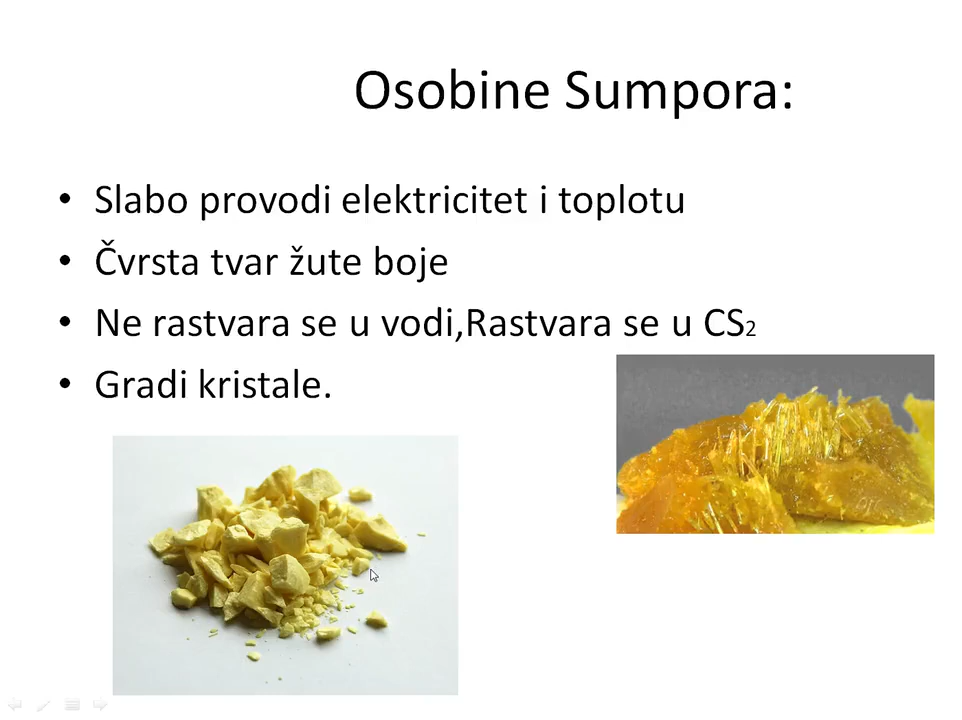 Osobine Sumpora:
• Slabo provodi elektricitet i toplotu
• Čvrsta tvar žute boje
• Ne rastvara se u vodi,Rastvara se u CS2
• Gradi kristale.